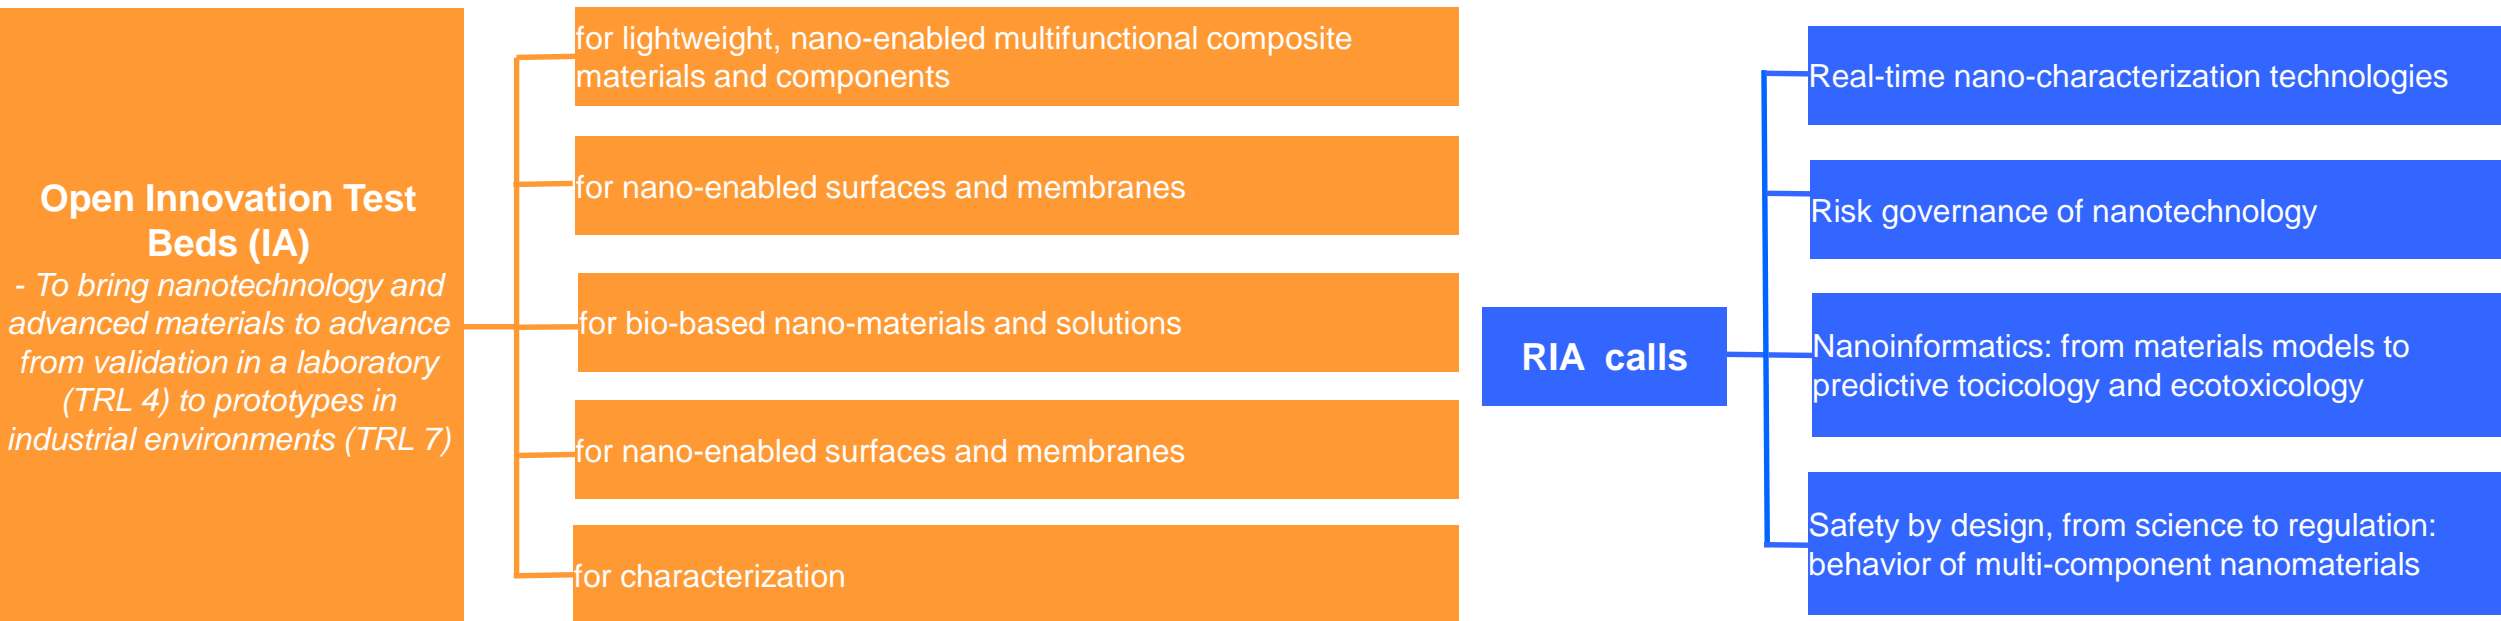 Open Innovation Test
Beds (IA)
- To bring nanotechnology and
advanced materials to advance
from validation in a laboratory
(TRL 4) to prototypes in
industrial environments (TRL 7)
for lightweight, nano-enabled multifunctional composite
materials and components
for nano-enabled surfaces and membranes
for bio-based nano-materials and solutions
for nano-enabled surfaces and membranes
for characterization
RIA  calls
Real-time nano-characterization technologies
Risk governance of nanotechnology
Nanoinformatics: from materials models to
predictive tocicology and ecotoxicology
Safety by design, from science to regulation:
behavior of multi-component nanomaterials